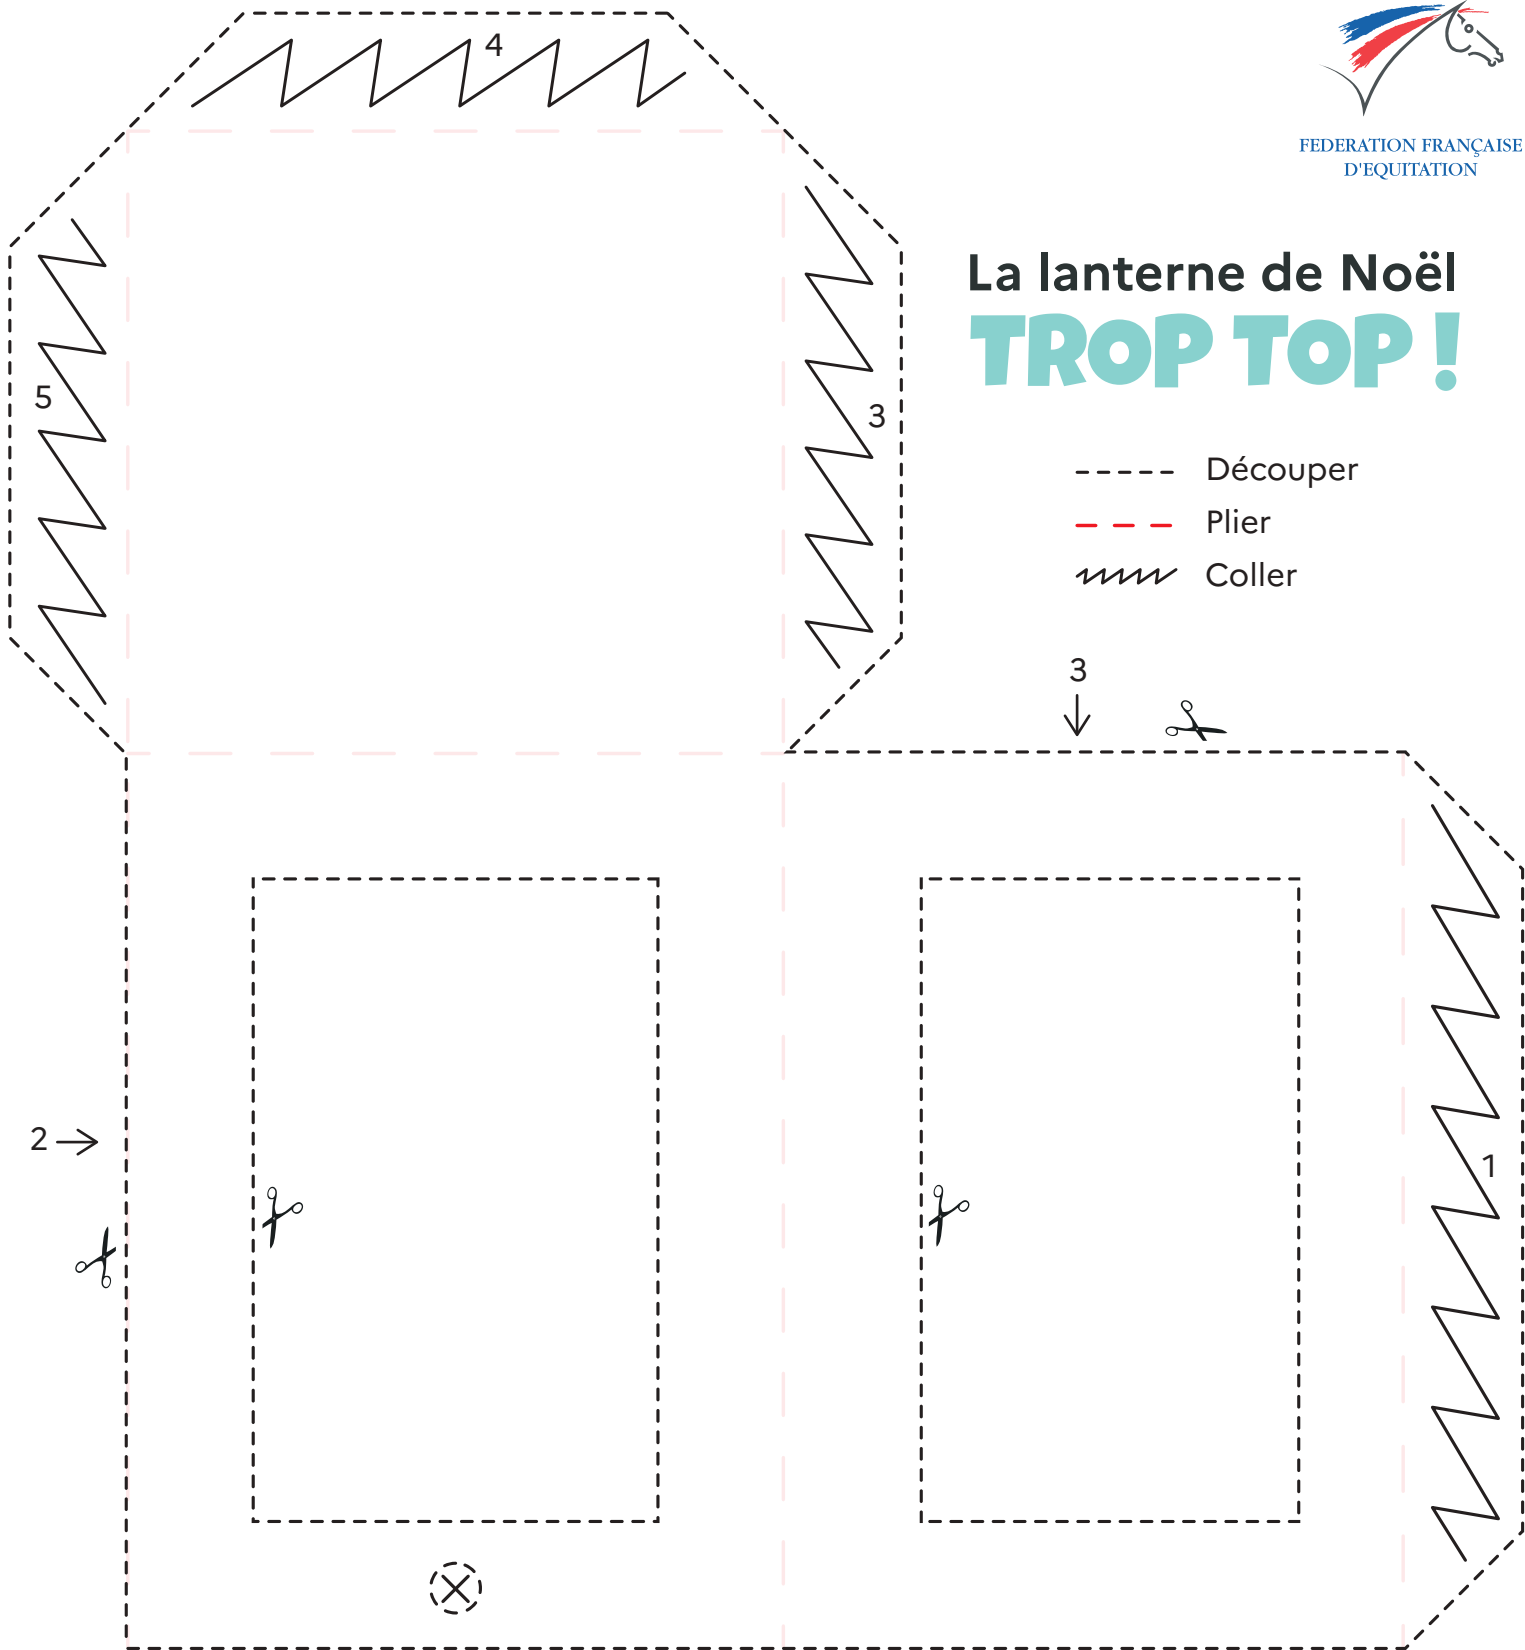 4
FEDERATION FRANÇAISE
D'EQUITATION
La lanterne de Noël
TROP TOP !
5
3
Découper
Plier
Coller
3
2
1